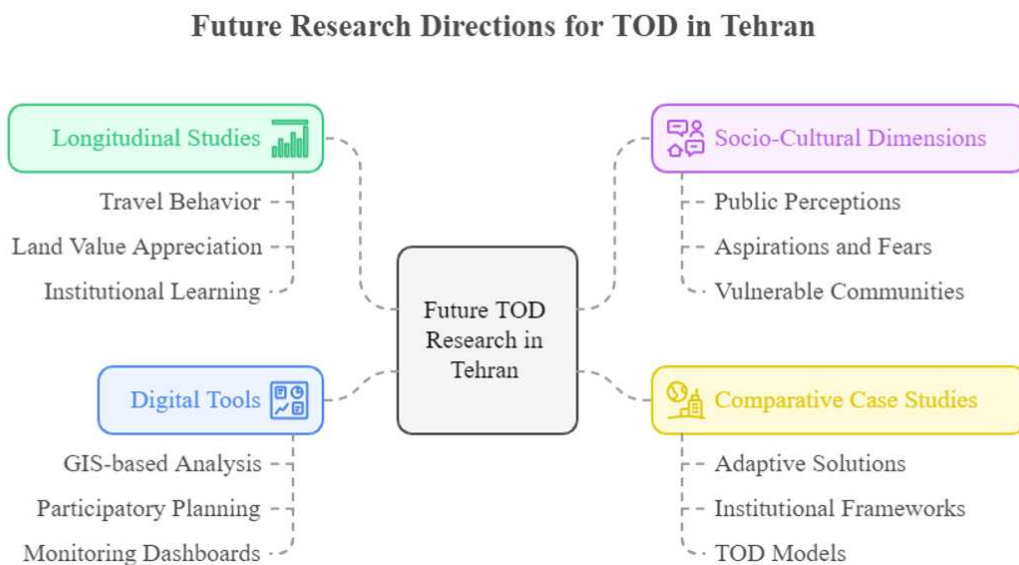 Future Research Directions for TOD in Tehran
Longitudinal Studies
Travel Behavior
Land Value Appreciation
Institutional Learning
Digital Tools
GIS-based Analysis
Participatory Planning
Monitoring Dashboards
Future TOD
Research in
Tehran
Socio-Cultural Dimensions
Public Perceptions
Aspirations and Fears
Vulnerable Communities
Comparative Case Studies
Adaptive Solutions
Institutional Frameworks
TOD Models